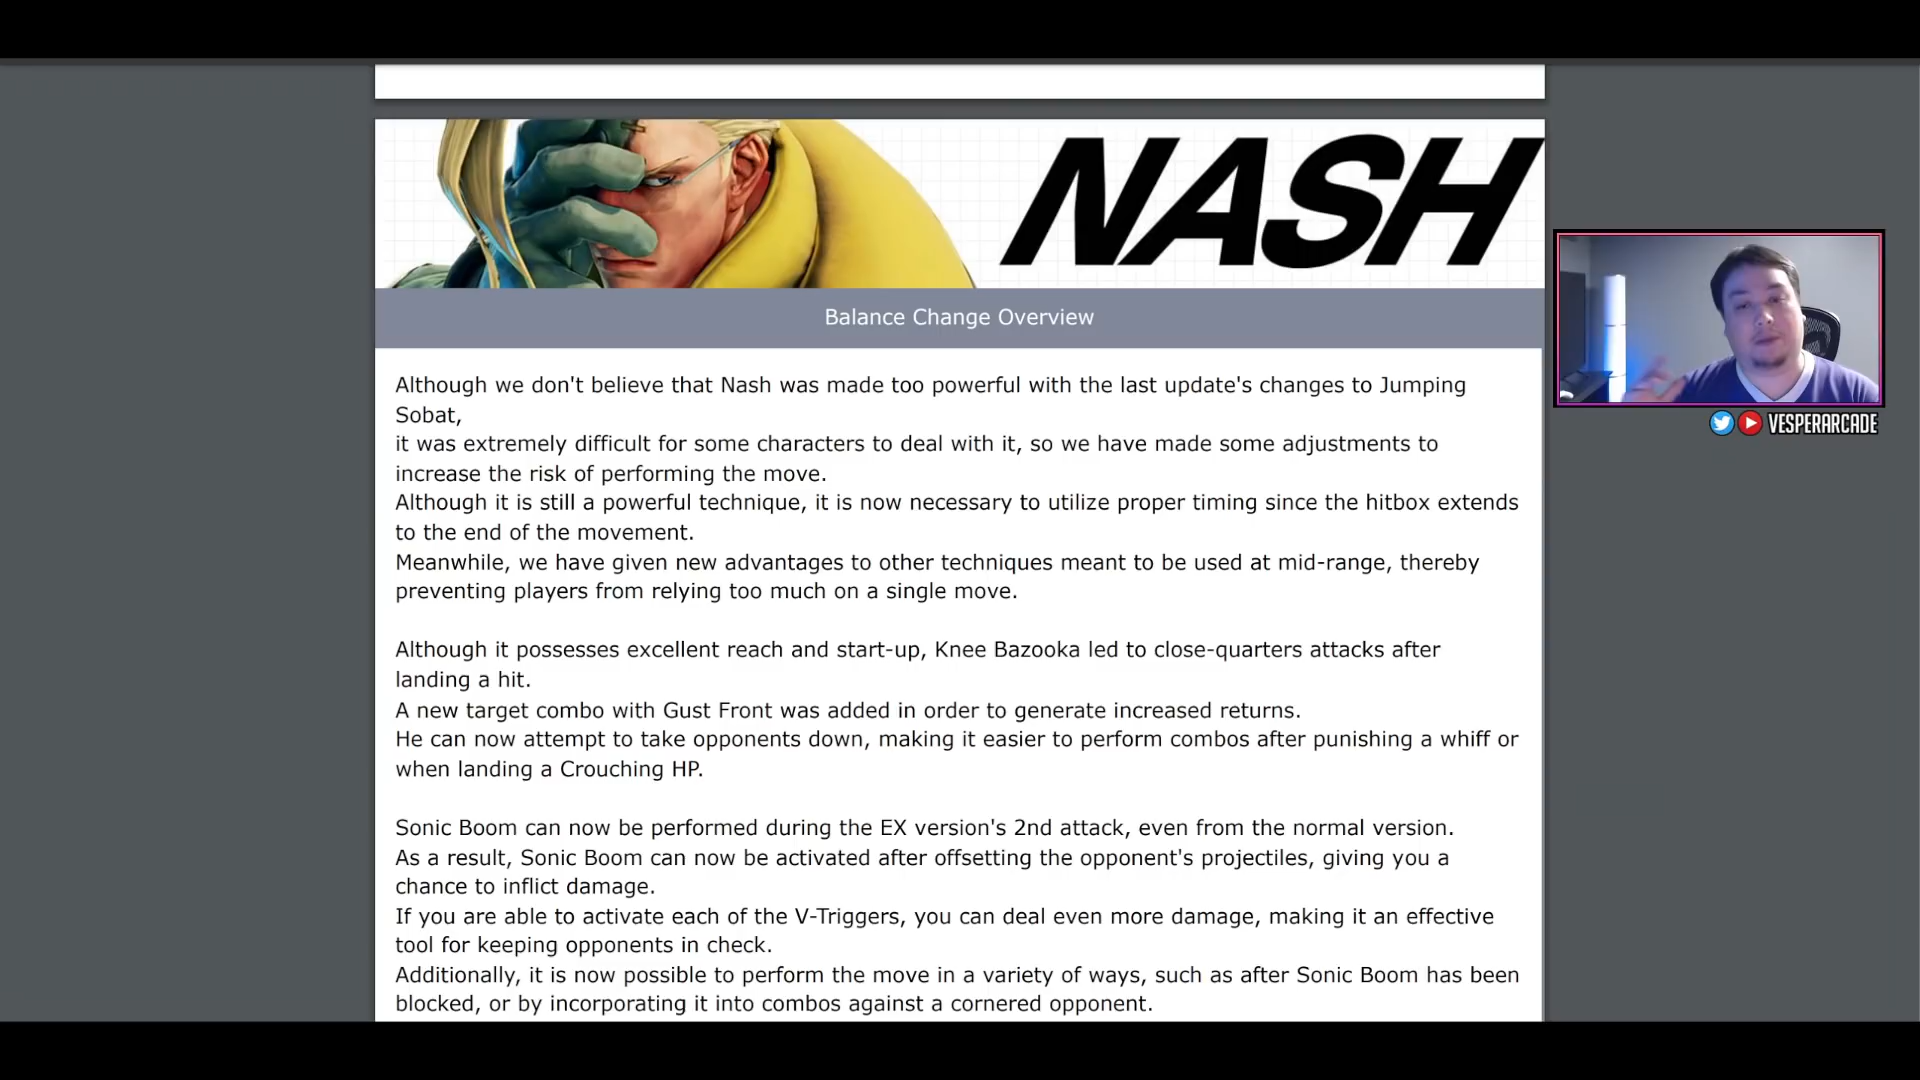 NASH
Balance Change Overview
Although we don't believe that Nash was made too powerful with the last update's changes to Jumping
Sobat,
it was extremely difficult for some characters to deal with it, so we have made some adjustments to
increase the risk of performing the move.
Although it is still a powerful technique, it is now necessary to utilize proper timing since the hitbox extends
to the end of the movement.
Meanwhile, we have given new advantages to other techniques meant to be used at mid-range, thereby
preventing players from relying too much on a single move.
Although it possesses excellent reach and start-up, Knee Bazooka led to close-quarters attacks after
landing a hit.
A new target combo with Gust Front was added in order to generate increased returns.
He can now attempt to take opponents down, making it easier to perform combos after punishing a whiff or
when landing a Crouching HP.
Sonic Boom can now be performed during the EX version's 2nd attack, even from the normal version.
As a result, Sonic Boom can now be activated after offsetting the opponent's projectiles, giving you a
chance to inflict damage.
If you are able to activate each of the V-Triggers, you can deal even more damage, making it an effective
tool for keeping opponents in check.
Additionally, it is now possible to perform the move in a variety of ways, such as after Sonic Boom has been
blocked, or by incorporating it into combos against a cornered opponent.
VESPERARCADE